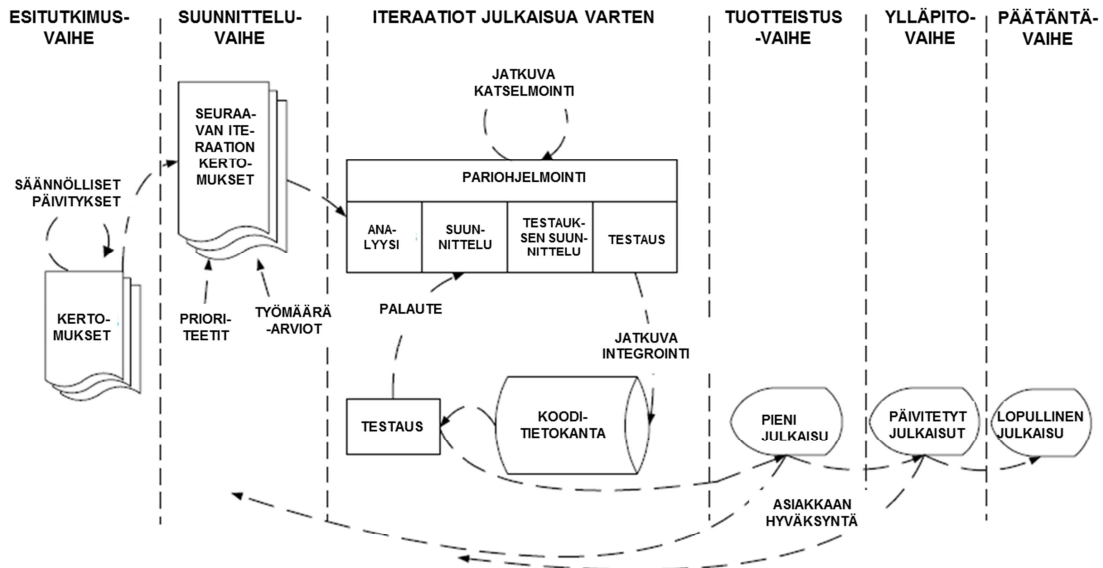 ESITUTKIMUS-
VAIHE
SUUNNITTELU-
VAIHE
ITERAATIOT JULKAISUA VARTEN
TUOTTEISTUS
-VAIHE
YLLÄPITO-
VAIHE
PÄÄTÄNTÄ-
VAIHE
SÄÄNNÖLLISET
PÄIVITYKSET
KERTO-
MUKSET
SEURAA-
VAN ITE-
RAATION
KERTO-
MUKSET
PRIORI-
TEETIT
TYÖMÄÄRÄ
-ARVIOT
JATKUVA
KATSELMOINTI
PARIOHJELMOINTI
ANA-
LYYSI
SUUN-
NITTELU
TESTAUK-
SEN SUUN-
NITTELU
TESTAUS
PALAUTE
JATKUVA
INTEGROINTI
TESTAUS
KOODI-
TIETOKANTA
PIENI
JULKAISU
PÄIVITETYT
JULKAISUT
LOPULLINEN
JULKAISU
ASIAKKAAN
HYVÄKSYNTÄ